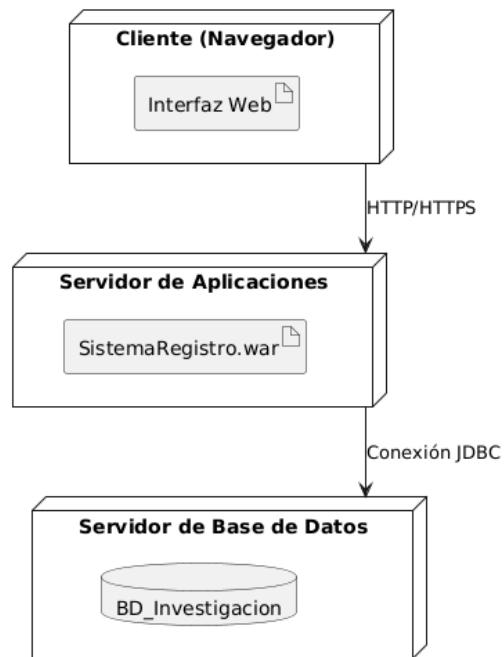 Cliente (Navegador)
Interfaz Web
HTTP/HTTPS
Servidor de Aplicaciones
SistemaRegistro.war
Conexión JDBC
Servidor de Base de Datos
BD_Investigacion